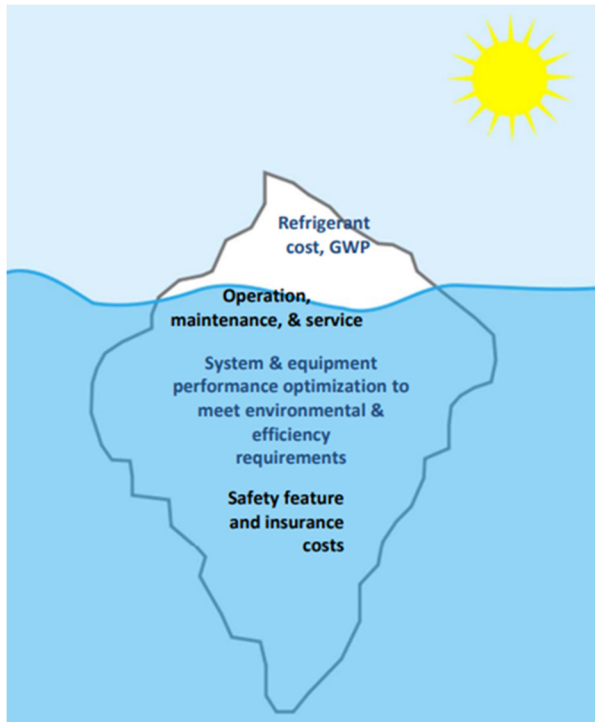 Refrigerant
cost, GWP
Operation,
maintenance, & service
System & equipment
performance optimization to
meet environmental &
efficiency
requirements
Safety feature
and insurance
costs